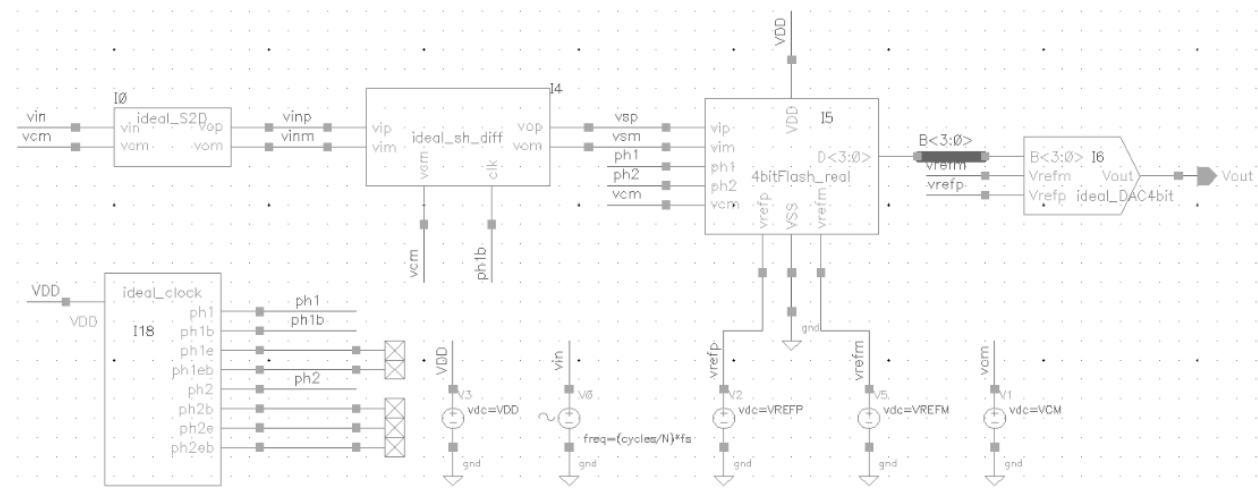 VDD
I0
ideal_S2D
vin
vcm
vin
vcm
vop
vom
vinp
vinm
I4
ideal_sh_diff
vip
vim
vcm
clk
vop
vom
vcm
ph1b
vsp
vsm
ph1
ph2
vcm
I5
4bitFlash_real
VDD
vip
vim
ph1
ph2
vcm
D<3:0>
vrefp
VSS
vrefm
gnd
B<3:0>
vrefm
vrefp
I6
B<3:0>
Vrefm
Vrefp
Vout
ideal_DAC4bit
Vout
VDD
ideal_clock
VDD
I18
ph1
ph1b
ph1e
ph1eb
ph2
ph2b
ph2e
ph2eb
ph1
ph1b
ph2
VDD
V3
vdc=VDD
gnd
vin
V0
freq=(cycles/N)*fs
gnd
vrefp
V2
vdc=VREFP
gnd
vrefm
V5
vdc=VREFM
gnd
vcm
V1
vdc=VCM
gnd